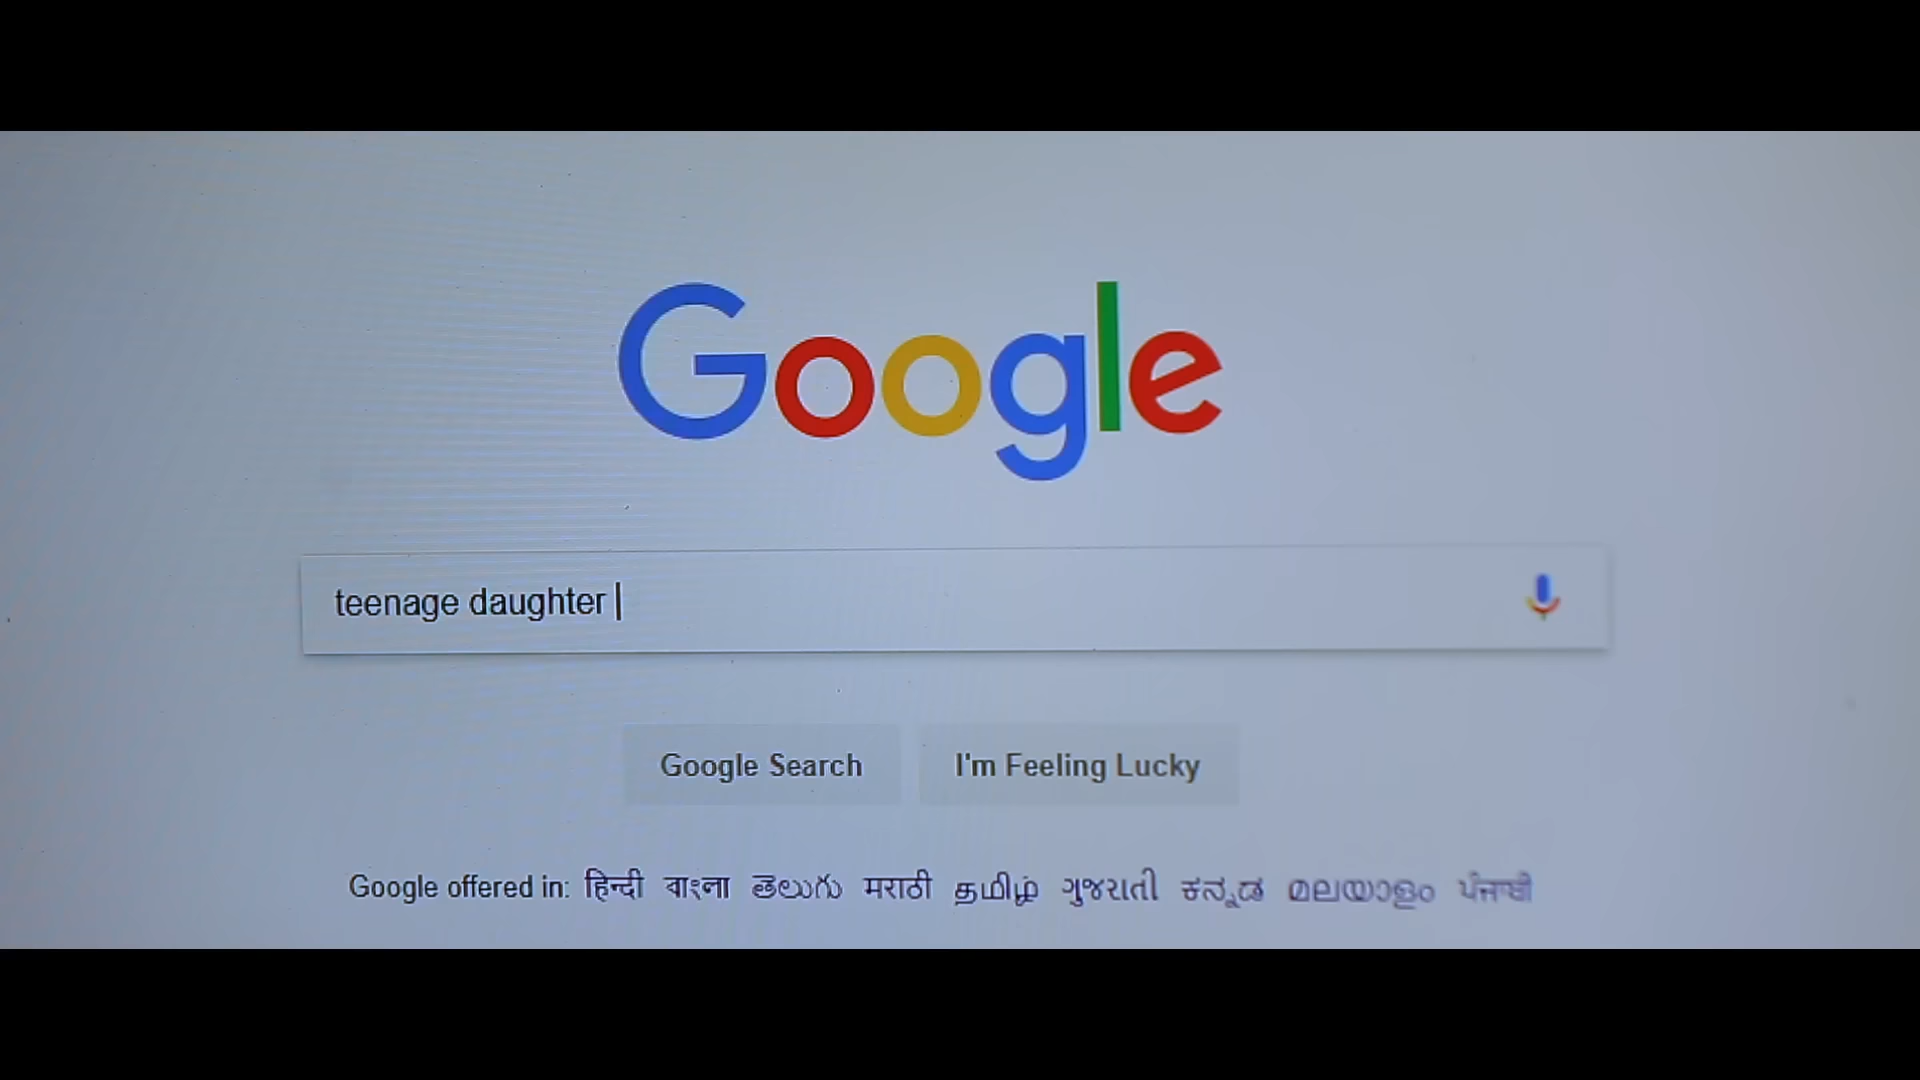 Google
teenage daughter
Google Search I'm Feeling Lucky
Google offered in: हिन्दी বাংলা తెలుగు मराठी தமிழ் ગુજરાતી ಕನ್ನಡ മലയാളം ਪੰਜਾਬੀ